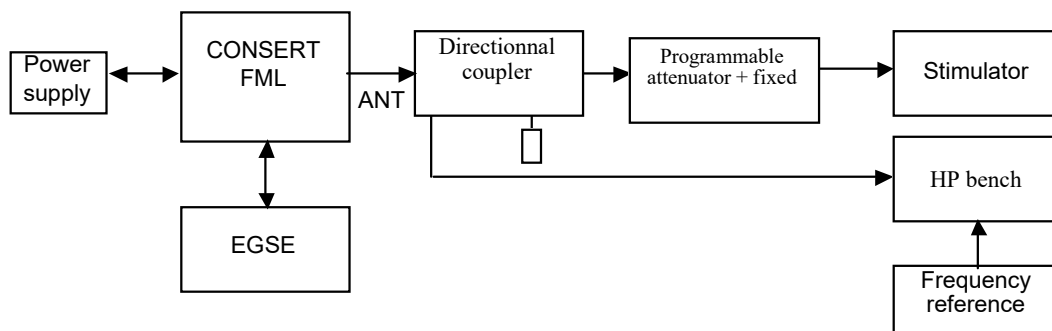 Power
supply
CONSERT
FML
ANT
Directionnal
coupler
Programmable
attenuator + fixed
Stimulator
HP bench
EGSE
Frequency
reference